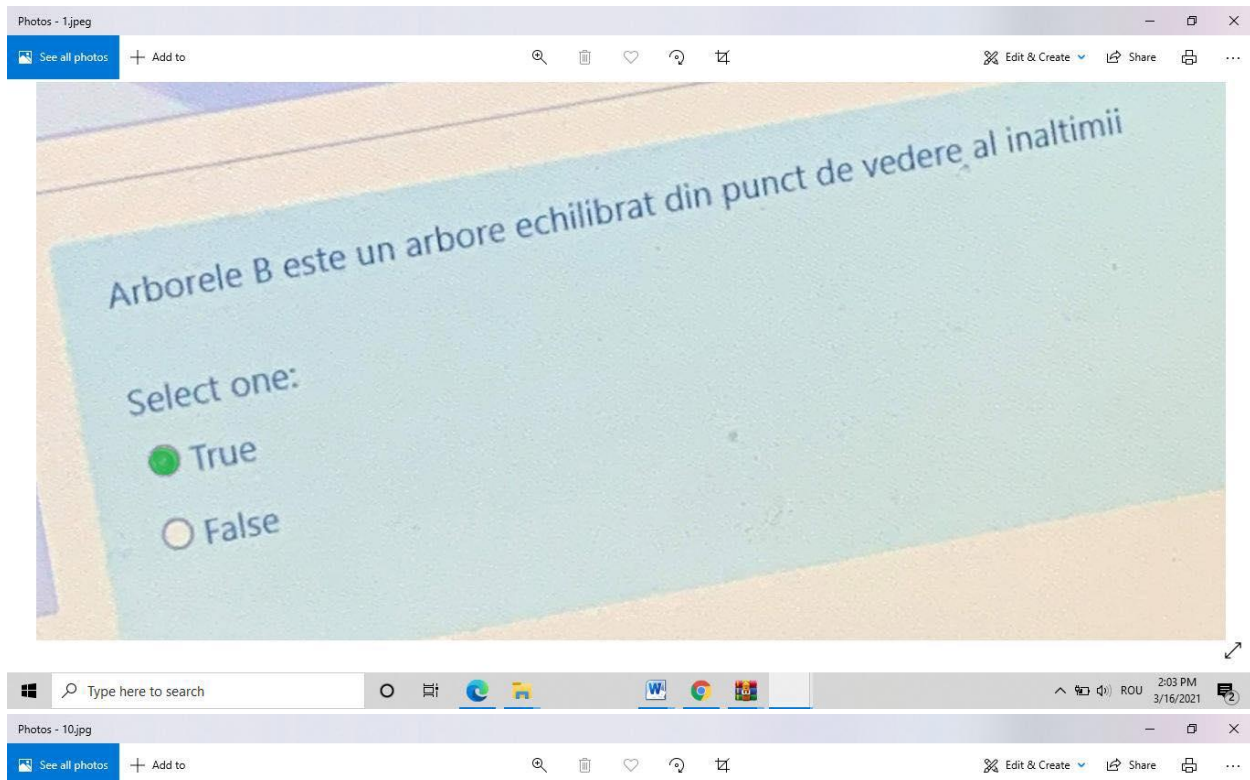 Photos - 1.jpeg
See all photos + Add to Edit & Create Share
Arborele B este un arbore echilibrat din punct de vedere al inaltimii
Select one:
True
False
Type here to search ROU 2:03 PM
3/16/2021 2
Photos - 10.jpg
See all photos + Add to Edit & Create Share